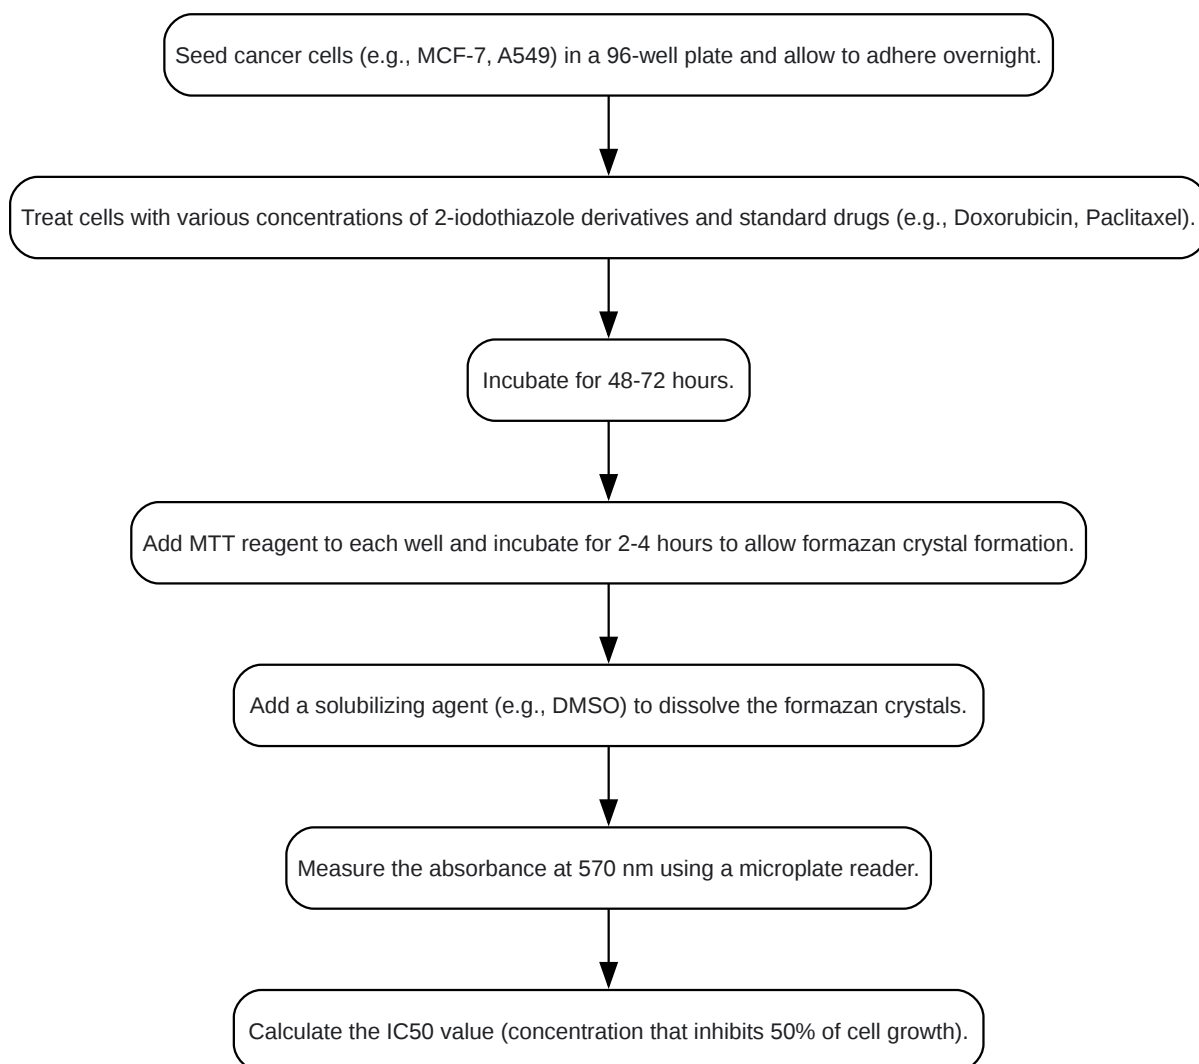 Seed cancer cells (e.g., MCF-7, A549) in a 96-well plate and allow to adhere overnight.
Treat cells with various concentrations of 2-iodothiazole derivatives and standard drugs (e.g., Doxorubicin, Paclitaxel).
Incubate for 48-72 hours.
Add MTT reagent to each well and incubate for 2-4 hours to allow formazan crystal formation.
Add a solubilizing agent (e.g., DMSO) to dissolve the formazan crystals.
Measure the absorbance at 570 nm using a microplate reader.
Calculate the IC50 value (concentration that inhibits 50% of cell growth).